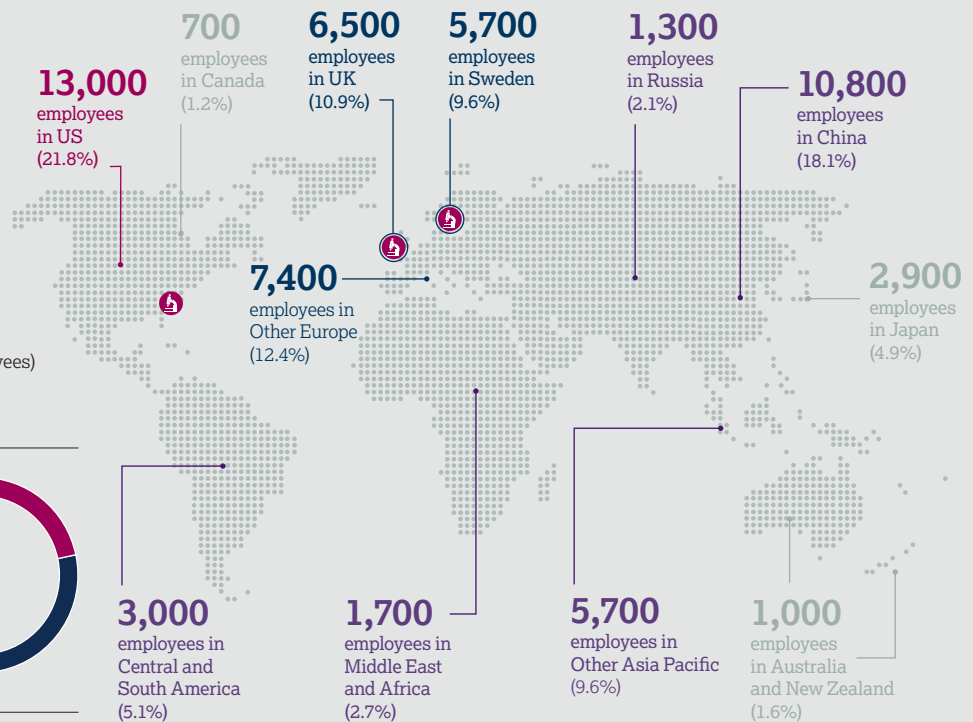 700
employees
in Canada
(1.2%)
6,500
employees
in UK
(10.9%)
5,700
employees
in Sweden
(9.6%)
1,300
employees
in Russia
(2.1%)
13,000
employees
in US
(21.8%)
10,800
employees
in China
(18.1%)
7,400
employees in
Other Europe
(12.4%)
2,900
employees
in Japan
(4.9%)
yees)
3,000
employees in
Central and
South America
(5.1%)
1,700
employees in
Middle East
and Africa
(2.7%)
5,700
employees in
Other Asia Pacific
(9.6%)
1,000
employees
in Australia
and New Zealand
(1.6%)